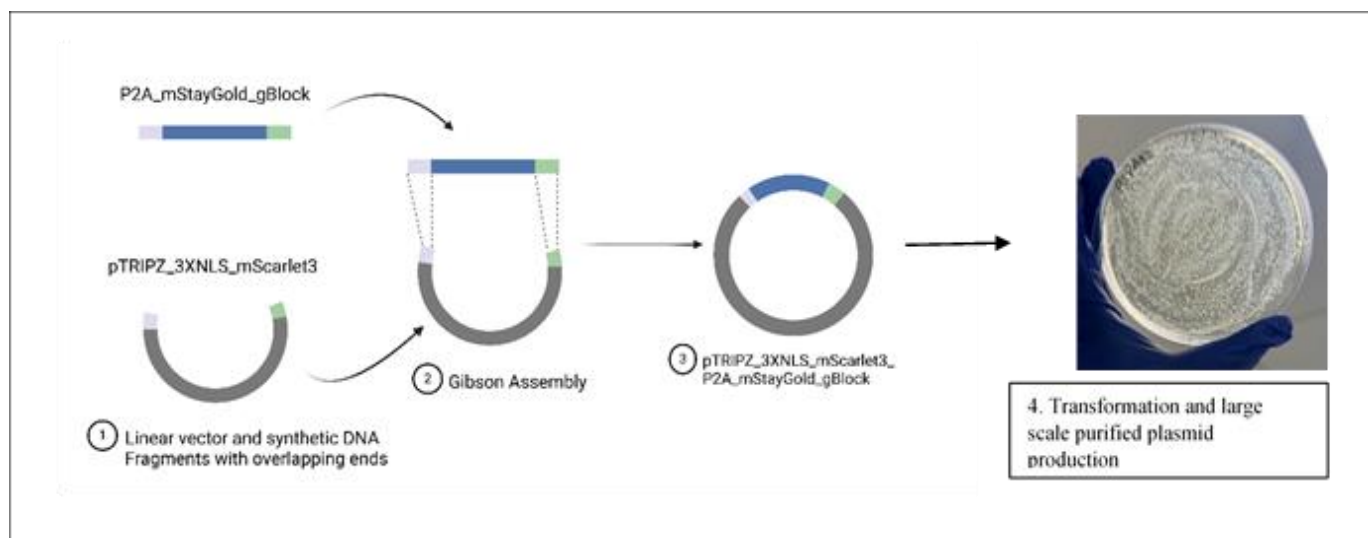 P2A_mStayGold_gBlock
pTRIPZ_3XNLS_mScarlet3
1 Linear vector and synthetic DNA
Fragments with overlapping ends
2 Gibson Assembly
3 pTRIPZ_3XNLS_mScarlet3_
P2A_mStayGold_gBlock
4. Transformation and large
scale purified plasmid
production